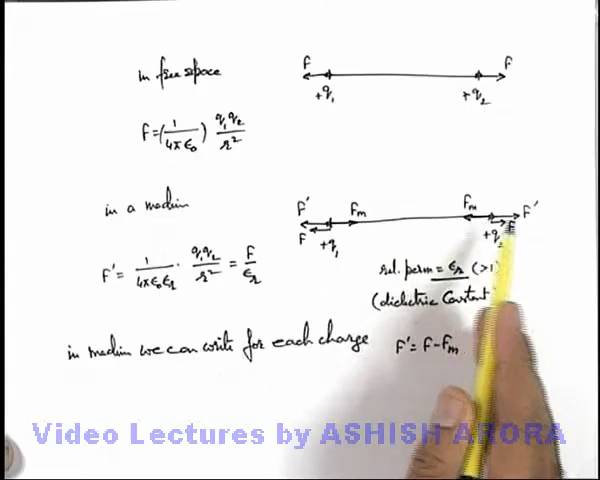 in free space
F F
+q₁ +q₂
F = (1/4πε₀) q₁q₂/r²
in a medium
F' Fm Fm F'
F +q₁ +q₂ F
F' = 1/4πε₀εᵣ · q₁q₂/r² = F/εᵣ
rel. perm = εᵣ (>1)
(dielectric Constant
in medium we can write for each charge F' = F - Fm
Video Lectures by ASHISH ARORA